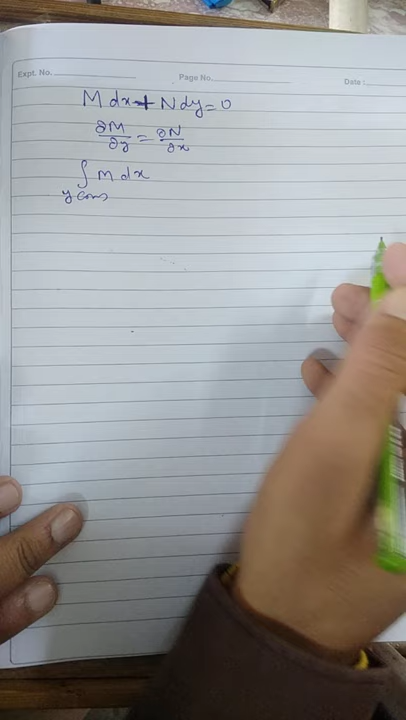 Expt. No. Page No. Date :
M dx + N dy = 0
∂M/∂y = ∂N/∂x
∫ M dx
y cons